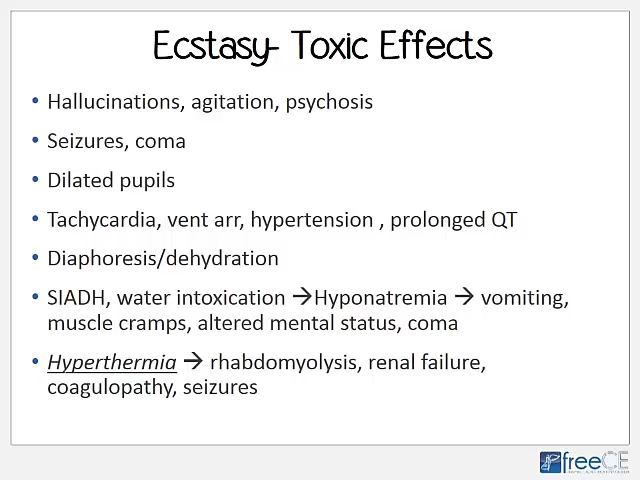 Ecstasy- Toxic Effects
• Hallucinations, agitation, psychosis
• Seizures, coma
• Dilated pupils
• Tachycardia, vent arr, hypertension , prolonged QT
• Diaphoresis/dehydration
• SIADH, water intoxication →Hyponatremia → vomiting,
muscle cramps, altered mental status, coma
• Hyperthermia → rhabdomyolysis, renal failure,
coagulopathy, seizures
freeCE